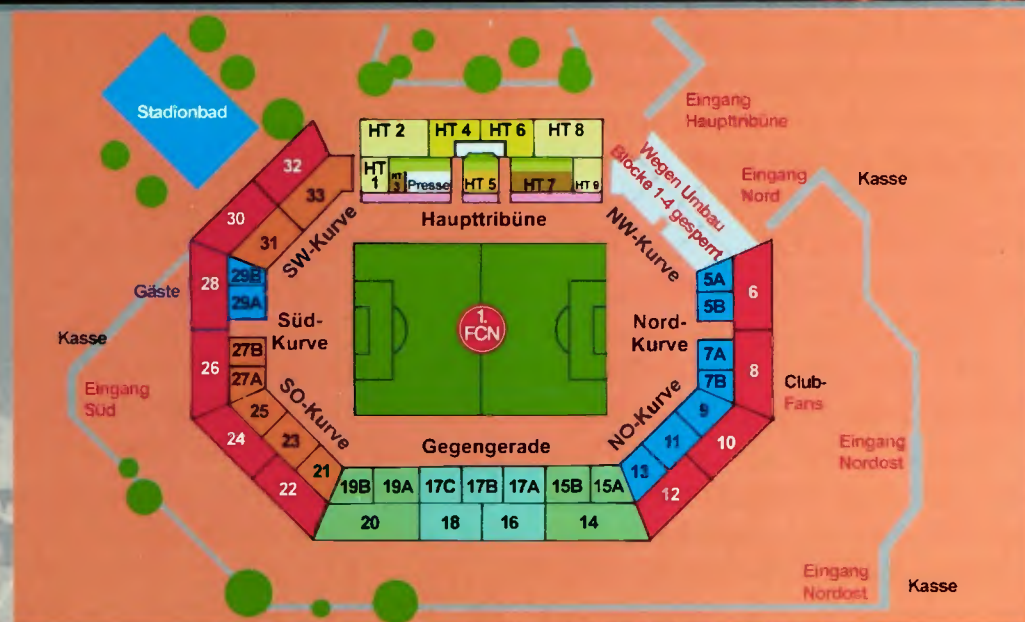 Stadionbad
Eingang
Haupttribüne
Wegen Umbau
Blöcke 1-4 gesperrt
Eingang
Nord
Kasse
HT 2
HT 4
HT 6
HT 8
HT
1
HT
3
Presse
HT 5
HT 7
HT 9
Haupttribüne
32
33
30
31
SW-Kurve
NW-Kurve
28
29B
29A
Gäste
5A
5B
6
Süd-
Kurve
1.
FCN
Nord-
Kurve
Kasse
26
27B
27A
7A
7B
8
Eingang
Süd
Club-
Fans
SO-Kurve
NO-Kurve
25
24
23
22
21
9
10
11
12
13
Gegengerade
Eingang
Nordost
19B
19A
17C
17B
17A
15B
15A
20
18
16
14
Eingang
Nordost
Kasse